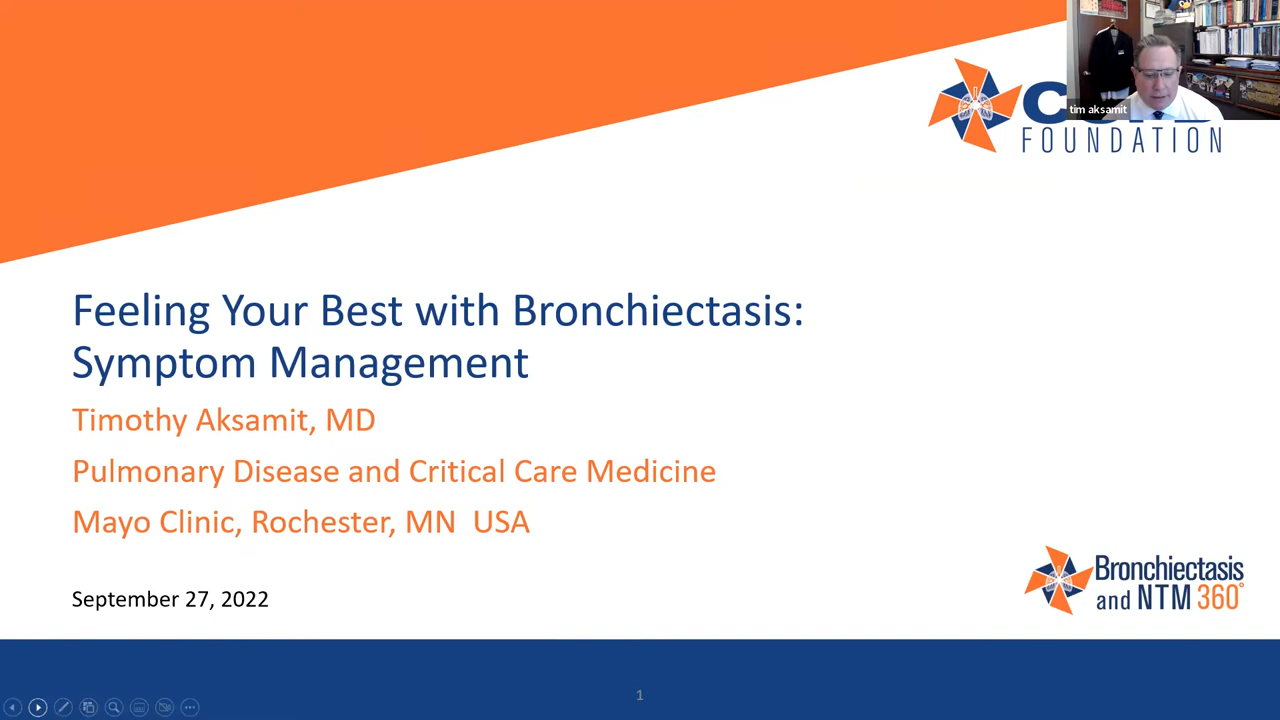 tim aksamit
FOUNDATION
Feeling Your Best with Bronchiectasis:
Symptom Management
Timothy Aksamit, MD
Pulmonary Disease and Critical Care Medicine
Mayo Clinic, Rochester, MN  USA
September 27, 2022
Bronchiectasis
and NTM 360°
1